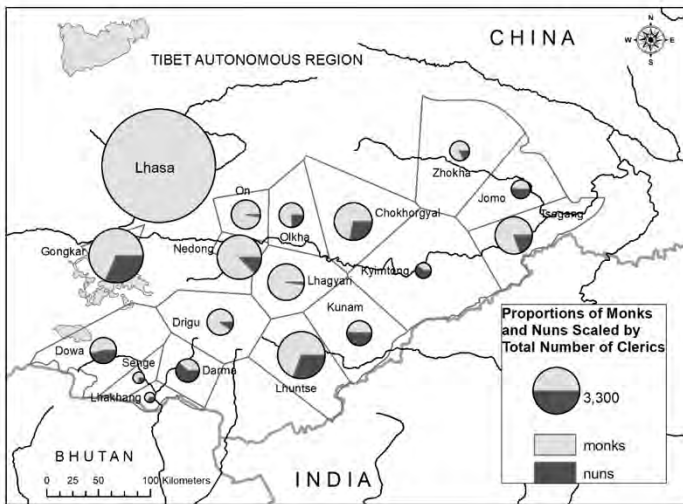 CHINA
N
W E
S
TIBET AUTONOMOUS REGION
Lhasa
Zhokha
On
Jomo
Olkha
Chokhorgyal
Tsagang
Gongkar
Nedong
Kyimtong
Lhagyari
Kunam
Drigu
Dowa
Senge
Darma
Lhuntse
Lhakhang
Proportions of Monks
and Nuns Scaled by
Total Number of Clerics
3,300
monks
nuns
BHUTAN
INDIA
0 25 50 100 Kilometers